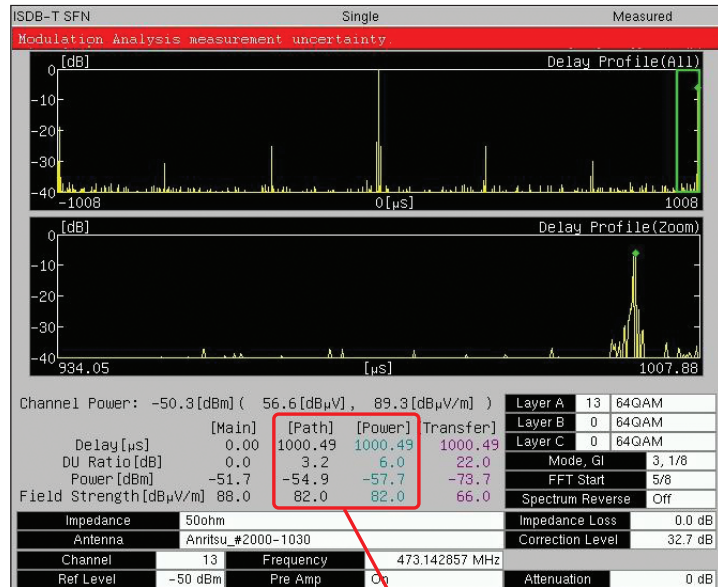 ISDB-T SFN Single Measured
Modulation Analysis measurement uncertainty.
[dB] Delay Profile(All)
0
-10
-20
-30
-40
-1008 0[µs] 1008
[dB] Delay Profile(Zoom)
0
-10
-20
-30
-40
934.05 [µs] 1007.88
Channel Power: -50.3[dBm]( 56.6[dBµV], 89.3[dBµV/m] )
[Main] [Path] [Power] [Transfer]
Delay[µs] 0.00 1000.49 1000.49 1000.49
DU Ratio[dB] 0.0 3.2 6.0 22.0
Power[dBm] -51.7 -54.9 -57.7 -73.7
Field Strength[dBµV/m] 88.0 82.0 82.0 66.0
Layer A 13 64QAM
Layer B 0 64QAM
Layer C 0 64QAM
Mode, GI 3, 1/8
FFT Start 5/8
Spectrum Reverse Off
Impedance 50ohm Impedance Loss 0.0 dB
Antenna Anritsu_#2000-1030 Correction Level 32.7 dB
Channel 13 Frequency 473.142857 MHz
Ref Level -50 dBm Pre Amp On Attenuation 0 dB